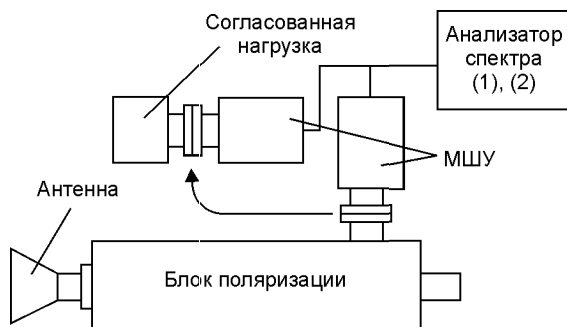 Согласованная
нагрузка
Анализатор
спектра
(1), (2)
МШУ
Антенна
Блок поляризации